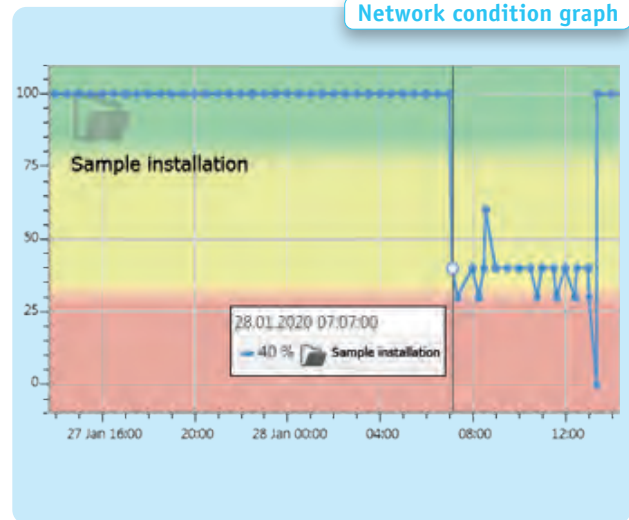 Network condition graph
100
Sample installation
75
50
25
28.01.2020 07:07:00
40 % Sample installation
0
27 Jan 16:00 20:00 28 Jan 00:00 04:00 08:00 12:00